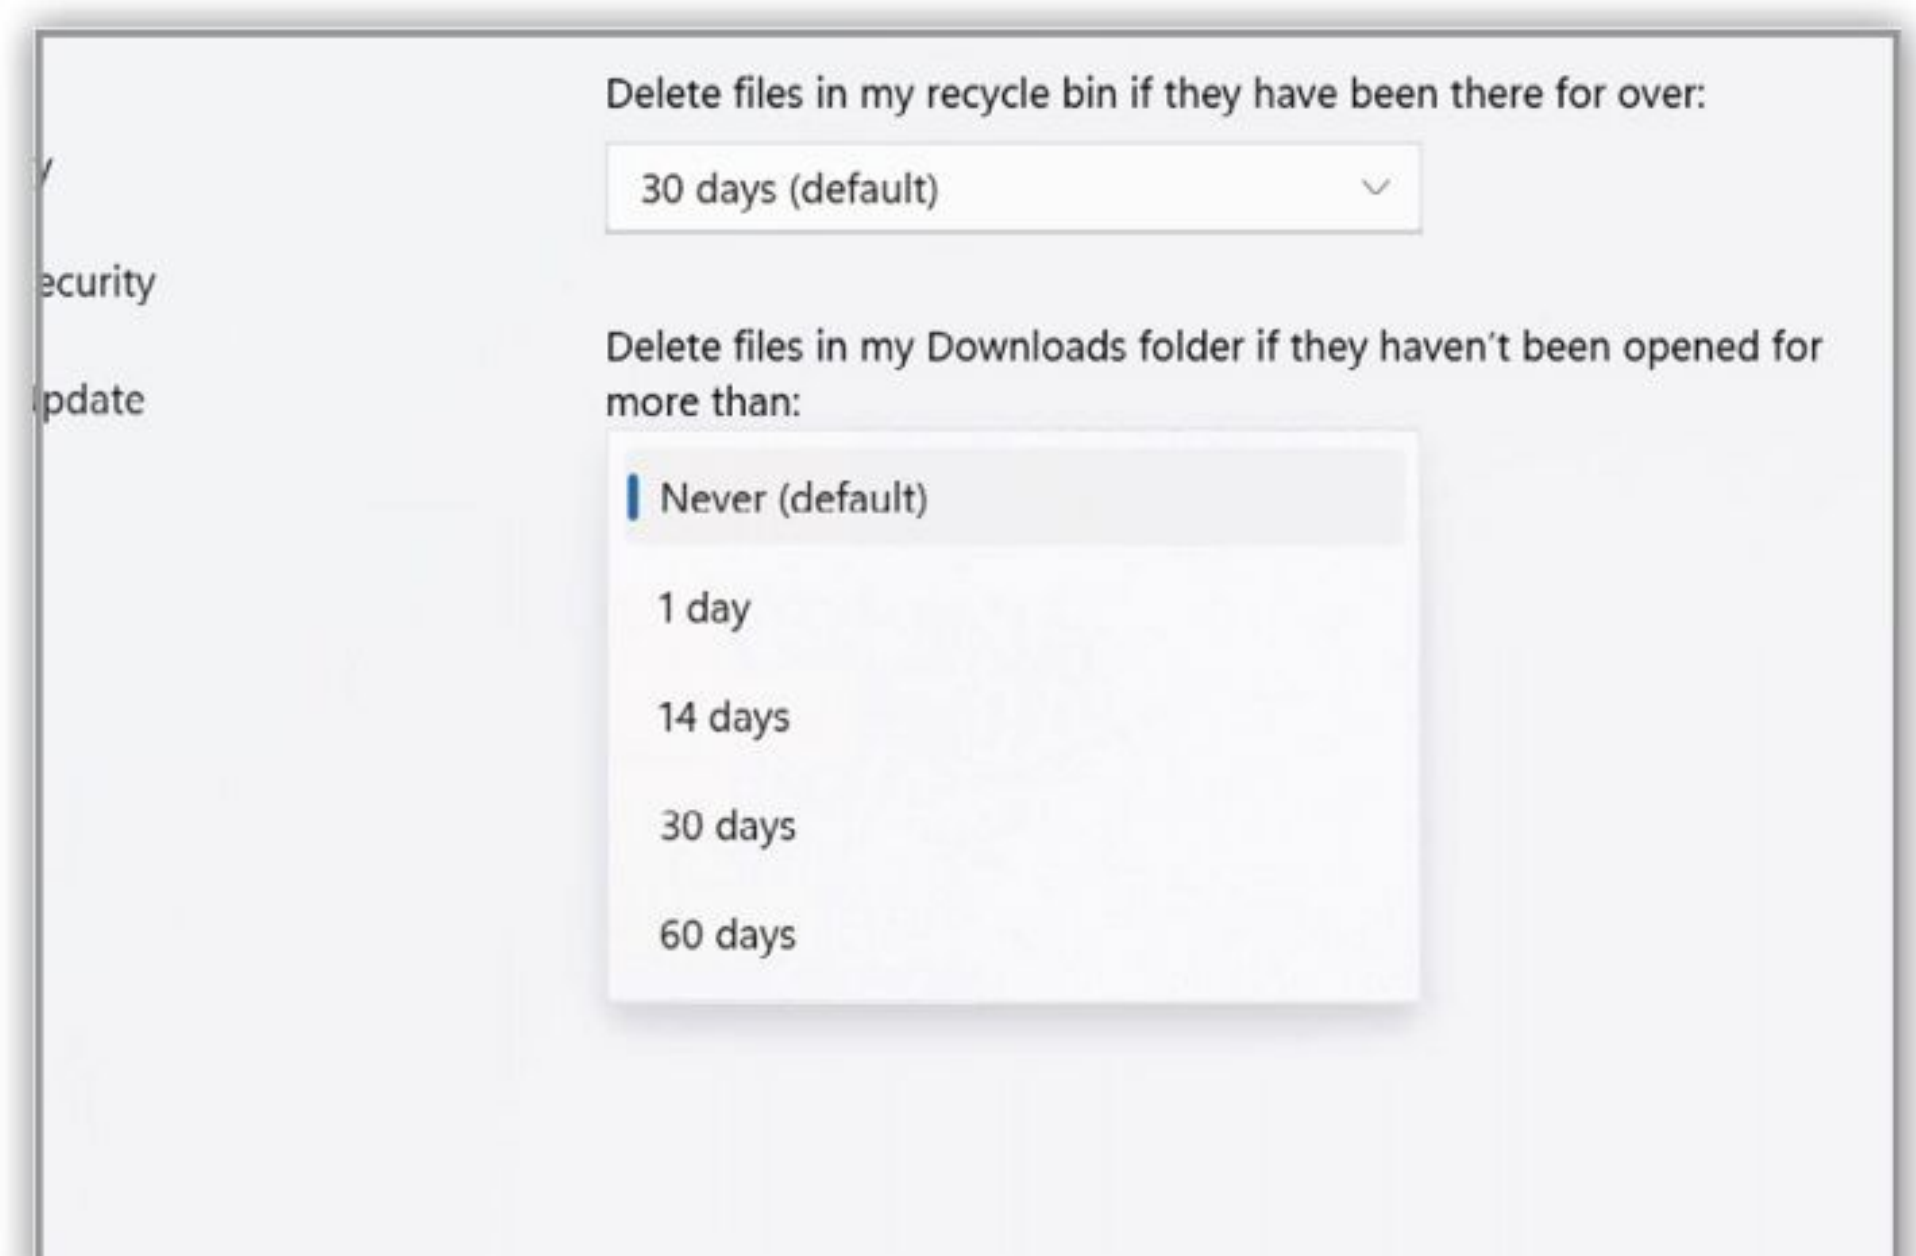 Delete files in my recycle bin if they have been there for over:
30 days (default)
y
ecurity
pdate
Delete files in my Downloads folder if they haven't been opened for
more than:
Never (default)
1 day
14 days
30 days
60 days